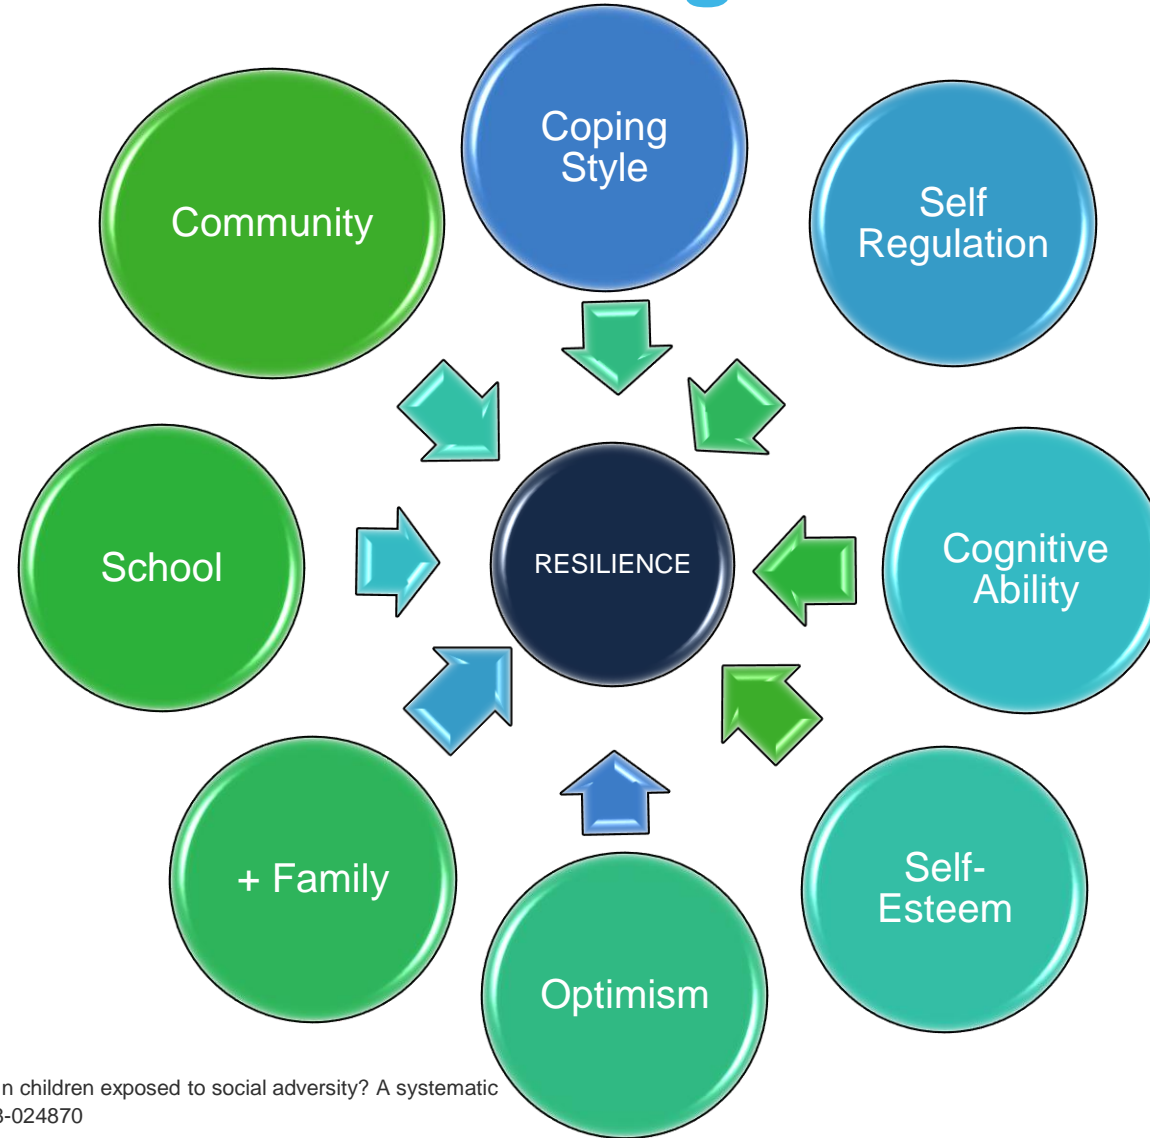 Coping
Style
Self
Regulation
Cognitive
Ability
Self-
Esteem
Optimism
+ Family
School
Community
RESILIENCE
n children exposed to social adversity? A systematic
-024870